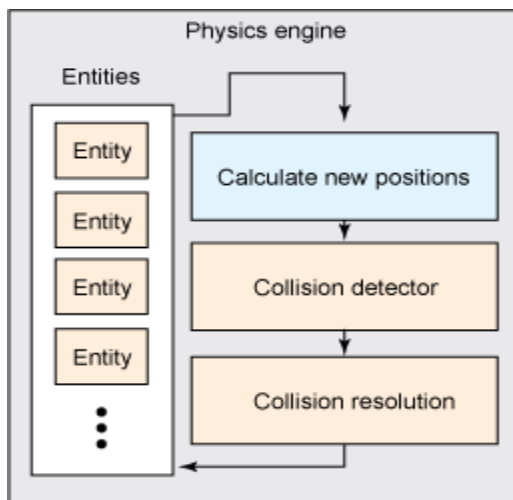 Physics engine
Entities
Entity
Entity
Entity
Entity
Calculate new positions
Collision detector
Collision resolution